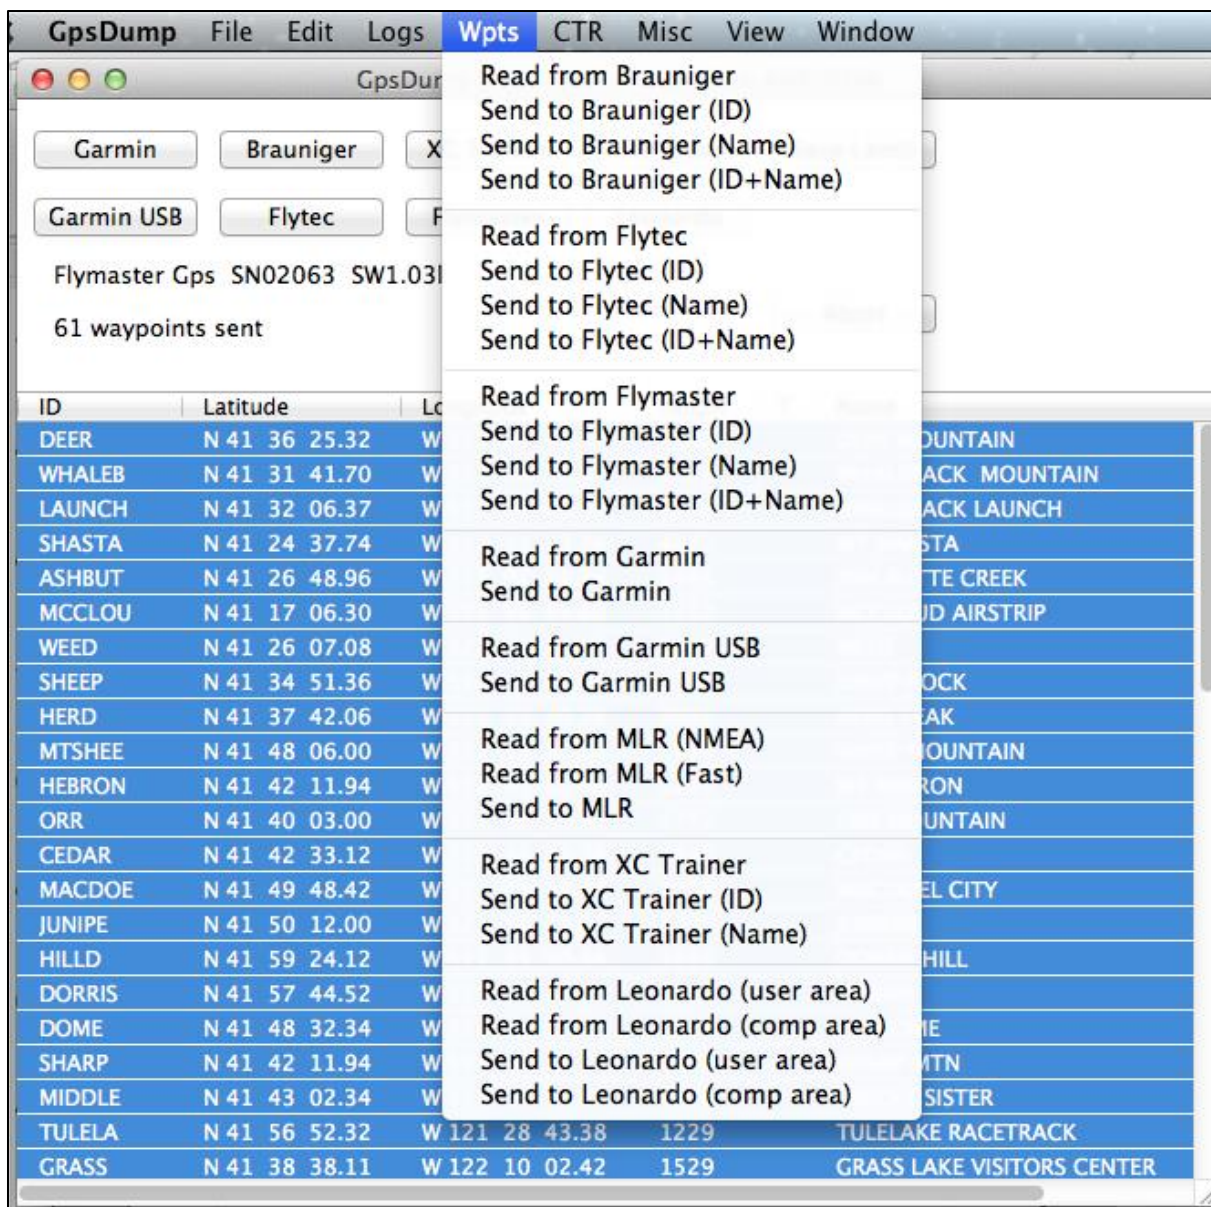 GpsDump File Edit Logs Wpts CTR Misc View Window
Garmin Brauniger
Garmin USB Flytec
Flymaster Gps SN02063
61 waypoints sent
Read from Brauniger
Send to Brauniger (ID)
Send to Brauniger (Name)
Send to Brauniger (ID+Name)
Read from Flytec
Send to Flytec (ID)
Send to Flytec (Name)
Send to Flytec (ID+Name)
Read from Flymaster
Send to Flymaster (ID)
Send to Flymaster (Name)
Send to Flymaster (ID+Name)
Read from Garmin
Send to Garmin
Read from Garmin USB
Send to Garmin USB
Read from MLR (NMEA)
Read from MLR (Fast)
Send to MLR
Read from XC Trainer
Send to XC Trainer (ID)
Send to XC Trainer (Name)
Read from Leonardo (user area)
Read from Leonardo (comp area)
Send to Leonardo (user area)
Send to Leonardo (comp area)
ID Latitude
DEER N 41 36 25.32 W
WHALEB N 41 31 41.70 W MOUNTAIN
LAUNCH N 41 32 06.37 W LAUNCH
SHASTA N 41 24 37.74 W
ASHBUT N 41 26 48.96 W CREEK
MCCLOU N 41 17 06.30 W AIRSTRIP
WEED N 41 26 07.08 W
SHEEP N 41 34 51.36 W
HERD N 41 37 42.06 W
MTSHEE N 41 48 06.00 W
HEBRON N 41 42 11.94 W
ORR N 41 40 03.00 W
CEDAR N 41 42 33.12 W
MACDOE N 41 49 48.42 W CITY
JUNIPE N 41 50 12.00 W
HILLD N 41 59 24.12 W HILL
DORRIS N 41 57 44.52 W
DOME N 41 48 32.34 W
SHARP N 41 42 11.94 W MTN
MIDDLE N 41 43 02.34 W SISTER
TULELA N 41 56 52.32 W 121 28 43.38 1229 TULELAKE RACETRACK
GRASS N 41 38 38.11 W 122 10 02.42 1529 GRASS LAKE VISITORS CENTER